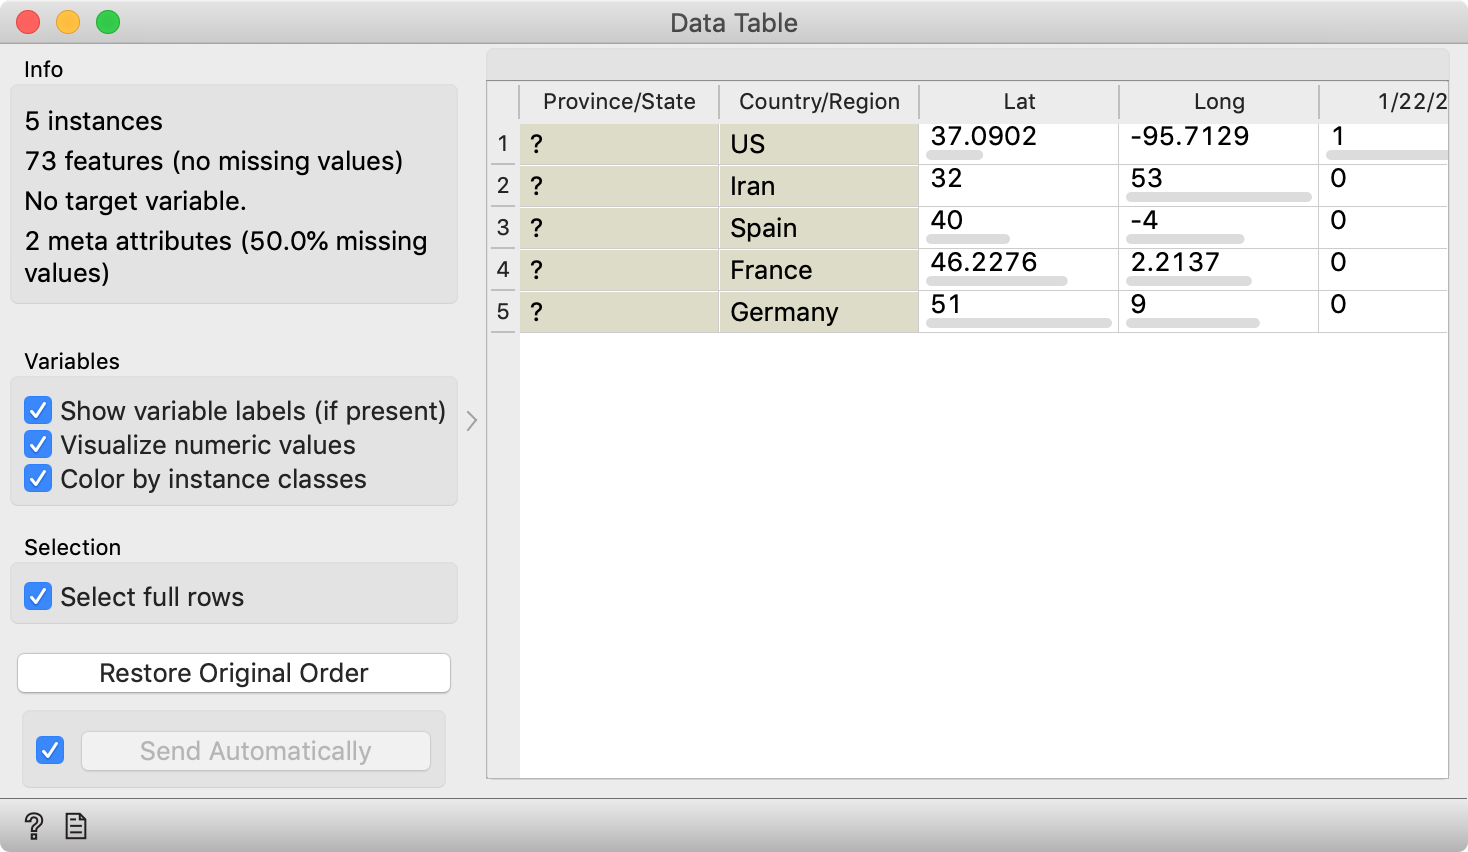 Data Table
Info
5 instances
73 features (no missing values)
No target variable.
2 meta attributes (50.0% missing
values)
Variables
Show variable labels (if present)
Visualize numeric values
Color by instance classes
Selection
Select full rows
Restore Original Order
Send Automatically
Province/State Country/Region Lat Long 1/22/2
1 ? US 37.0902 -95.7129 1
2 ? Iran 32 53 0
3 ? Spain 40 -4 0
4 ? France 46.2276 2.2137 0
5 ? Germany 51 9 0
?